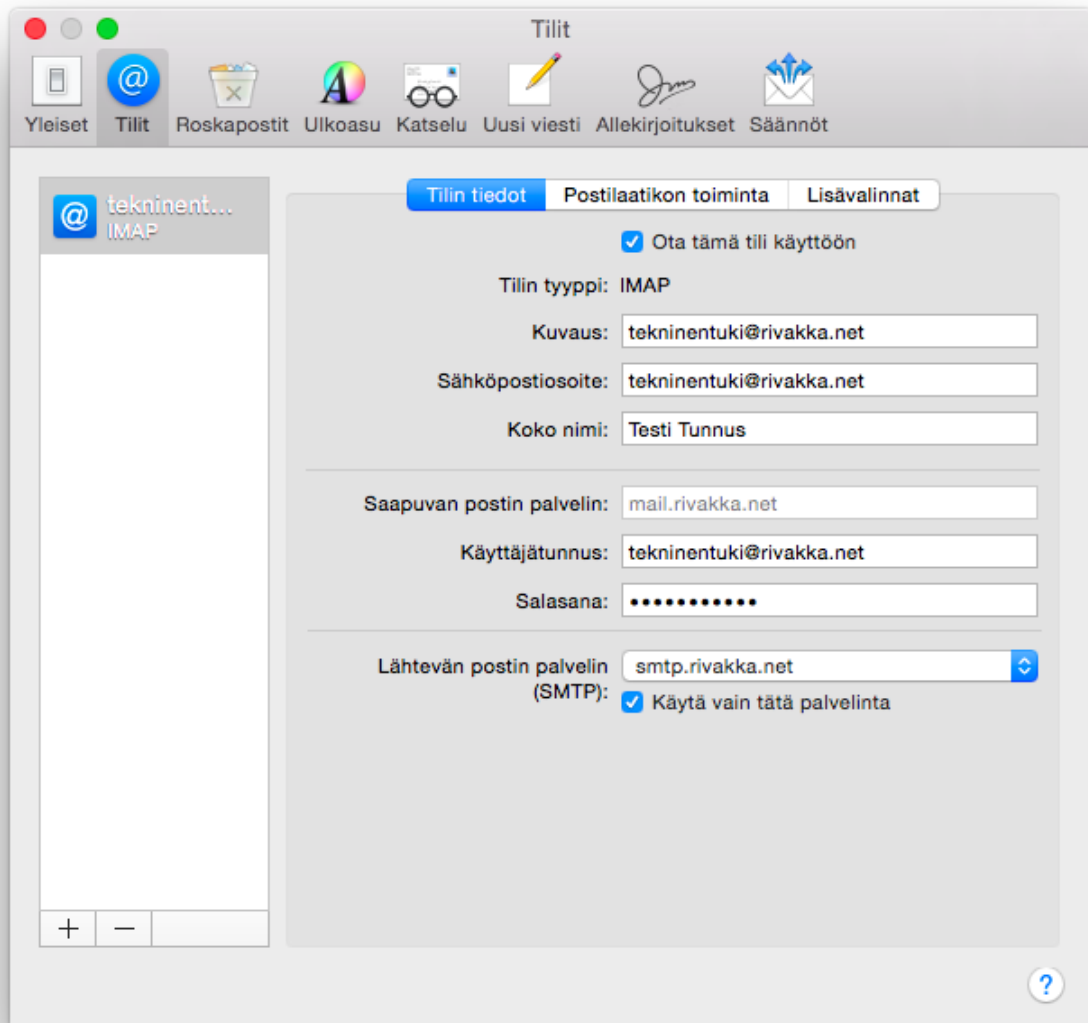 Tilit
Yleiset Tilit Roskapostit Ulkoasu Katselu Uusi viesti Allekirjoitukset Säännöt
tekninent...
IMAP
Tilin tiedot Postilaatikon toiminta Lisävalinnat
Ota tämä tili käyttöön
Tilin tyyppi: IMAP
Kuvaus: tekninentuki@rivakka.net
Sähköpostiosoite: tekninentuki@rivakka.net
Koko nimi: Testi Tunnus
Saapuvan postin palvelin: mail.rivakka.net
Käyttäjätunnus: tekninentuki@rivakka.net
Salasana: •••••••••••
Lähtevän postin palvelin smtp.rivakka.net
(SMTP): Käytä vain tätä palvelinta
+ −
?